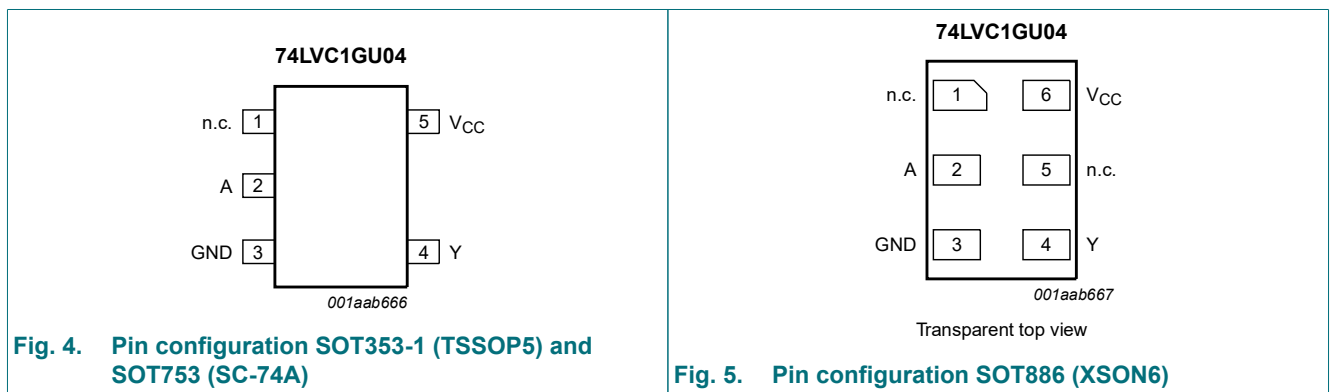 74LVC1GU04
n.c. 1
5 VCC
A 2
GND 3
4 Y
001aab666
Fig. 4. Pin configuration SOT353-1 (TSSOP5) and
SOT753 (SC-74A)
74LVC1GU04
n.c. 1
6 VCC
A 2
5 n.c.
GND 3
4 Y
001aab667
Transparent top view
Fig. 5. Pin configuration SOT886 (XSON6)